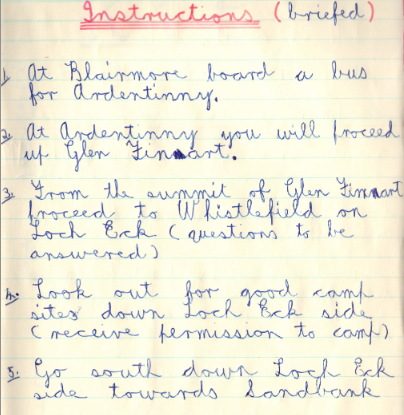 Instructions (briefed)
1. At Blairmore board a bus
for Ardentinny.
2. At Ardentinny you will proceed
up Glen Finnart.
3. From the summit of Glen Finnart
proceed to Whistlefield on
Loch Eck (questions to be
answered)
4. Look out for good camp
sites down Loch Eck side
(receive permission to camp)
5. Go south down Loch Eck
side towards Sandbank